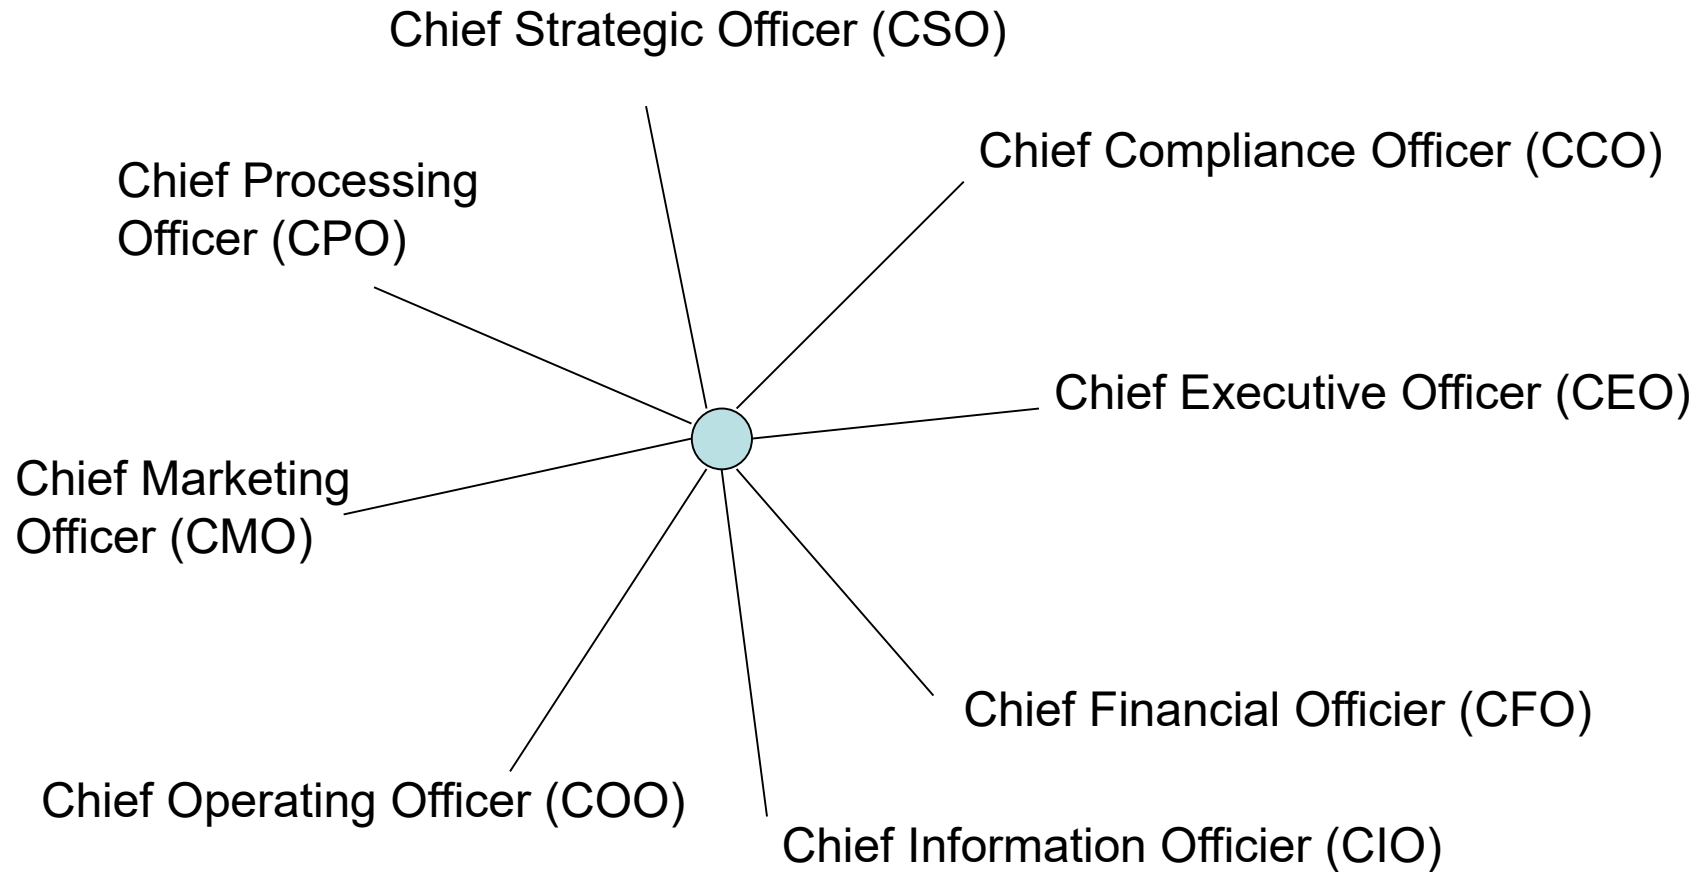 Chief Strategic Officer (CSO)
Chief Compliance Officer (CCO)
Chief Processing
Officer (CPO)
Chief Executive Officer (CEO)
Chief Marketing
Officer (CMO)
Chief Financial Officier (CFO)
Chief Operating Officer (COO)
Chief Information Officier (CIO)